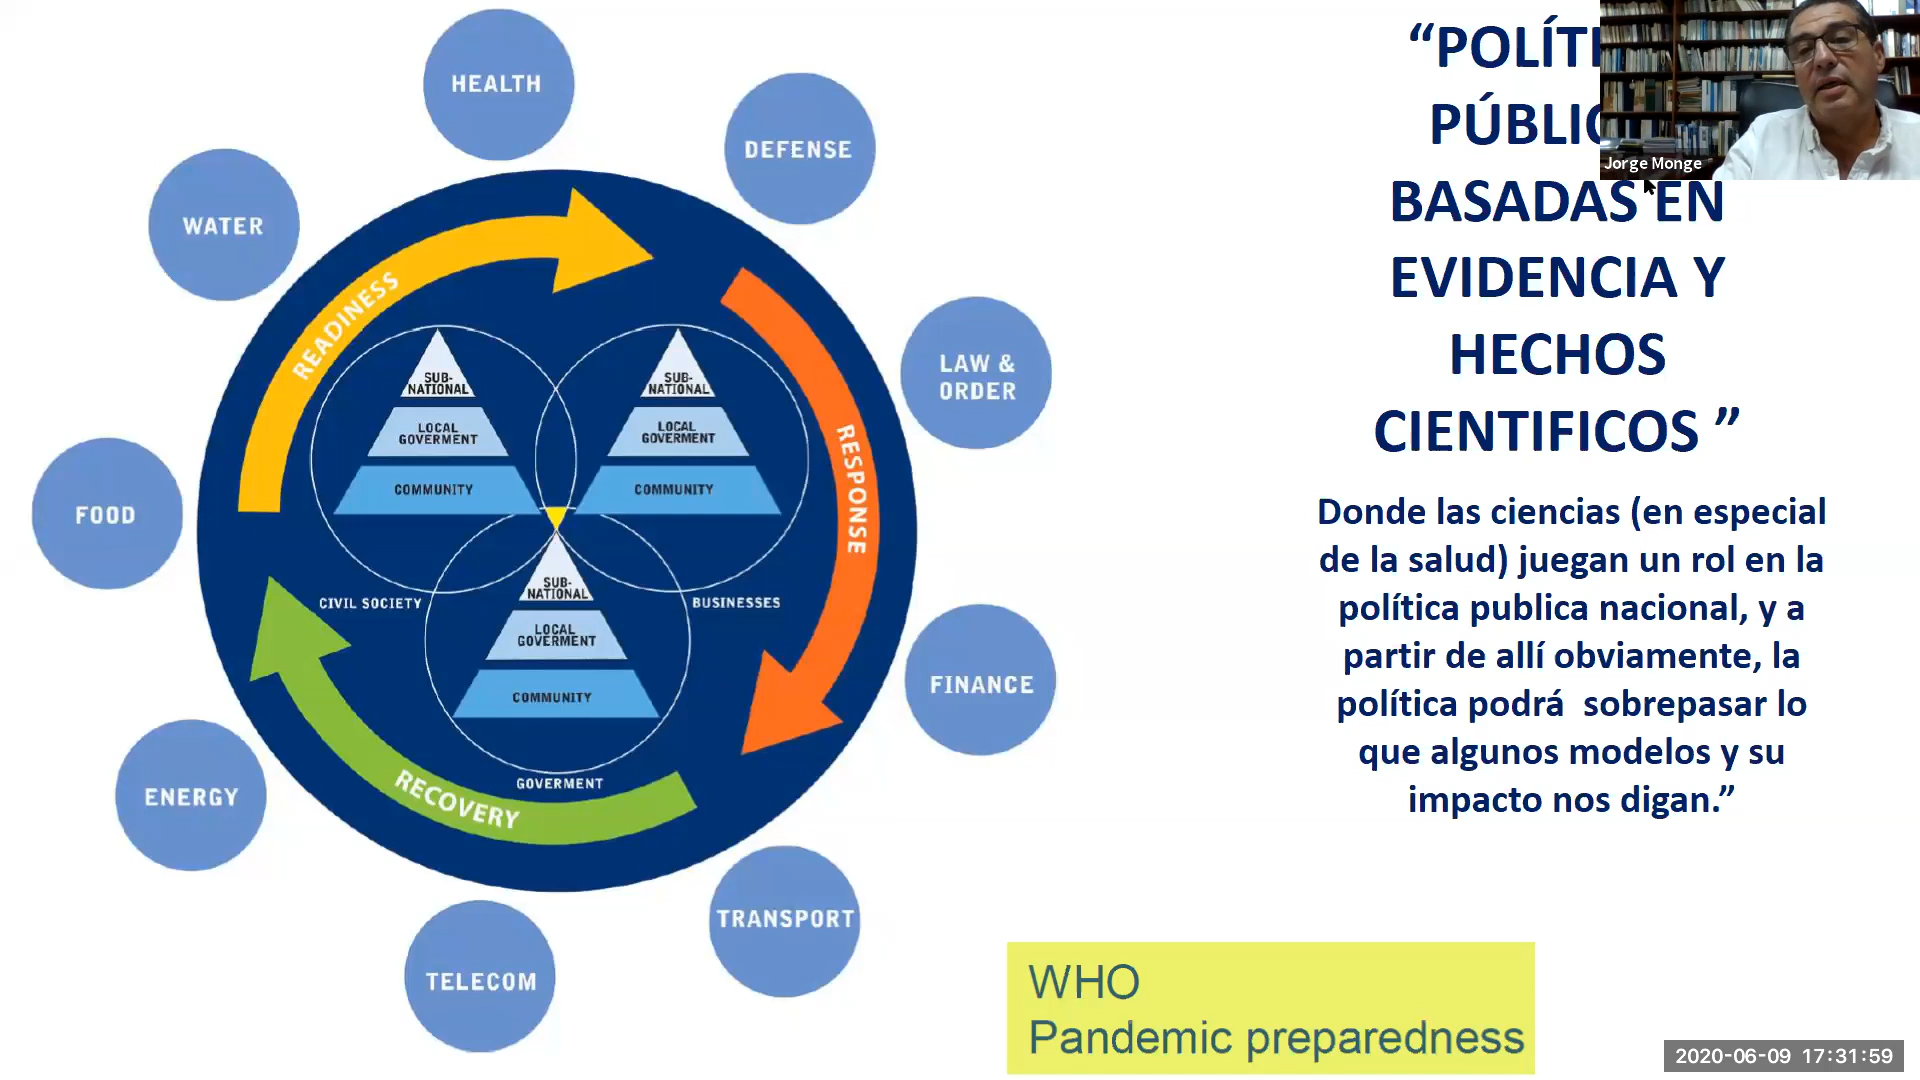 HEALTH
DEFENSE
WATER
LAW &
ORDER
FOOD
FINANCE
ENERGY
TRANSPORT
TELECOM
READINESS
RESPONSE
RECOVERY
SUB-
NATIONAL
LOCAL
GOVERMENT
COMMUNITY
SUB-
NATIONAL
LOCAL
GOVERMENT
COMMUNITY
CIVIL SOCIETY
BUSINESSES
SUB-
NATIONAL
LOCAL
GOVERMENT
COMMUNITY
GOVERMENT
BASADAS EN
EVIDENCIA Y
HECHOS
CIENTIFICOS ”
Donde las ciencias (en especial
de la salud) juegan un rol en la
política publica nacional, y a
partir de allí obviamente, la
política podrá sobrepasar lo
que algunos modelos y su
impacto nos digan.”
Jorge Monge
WHO
Pandemic preparedness
2020-06-09 17:31:59